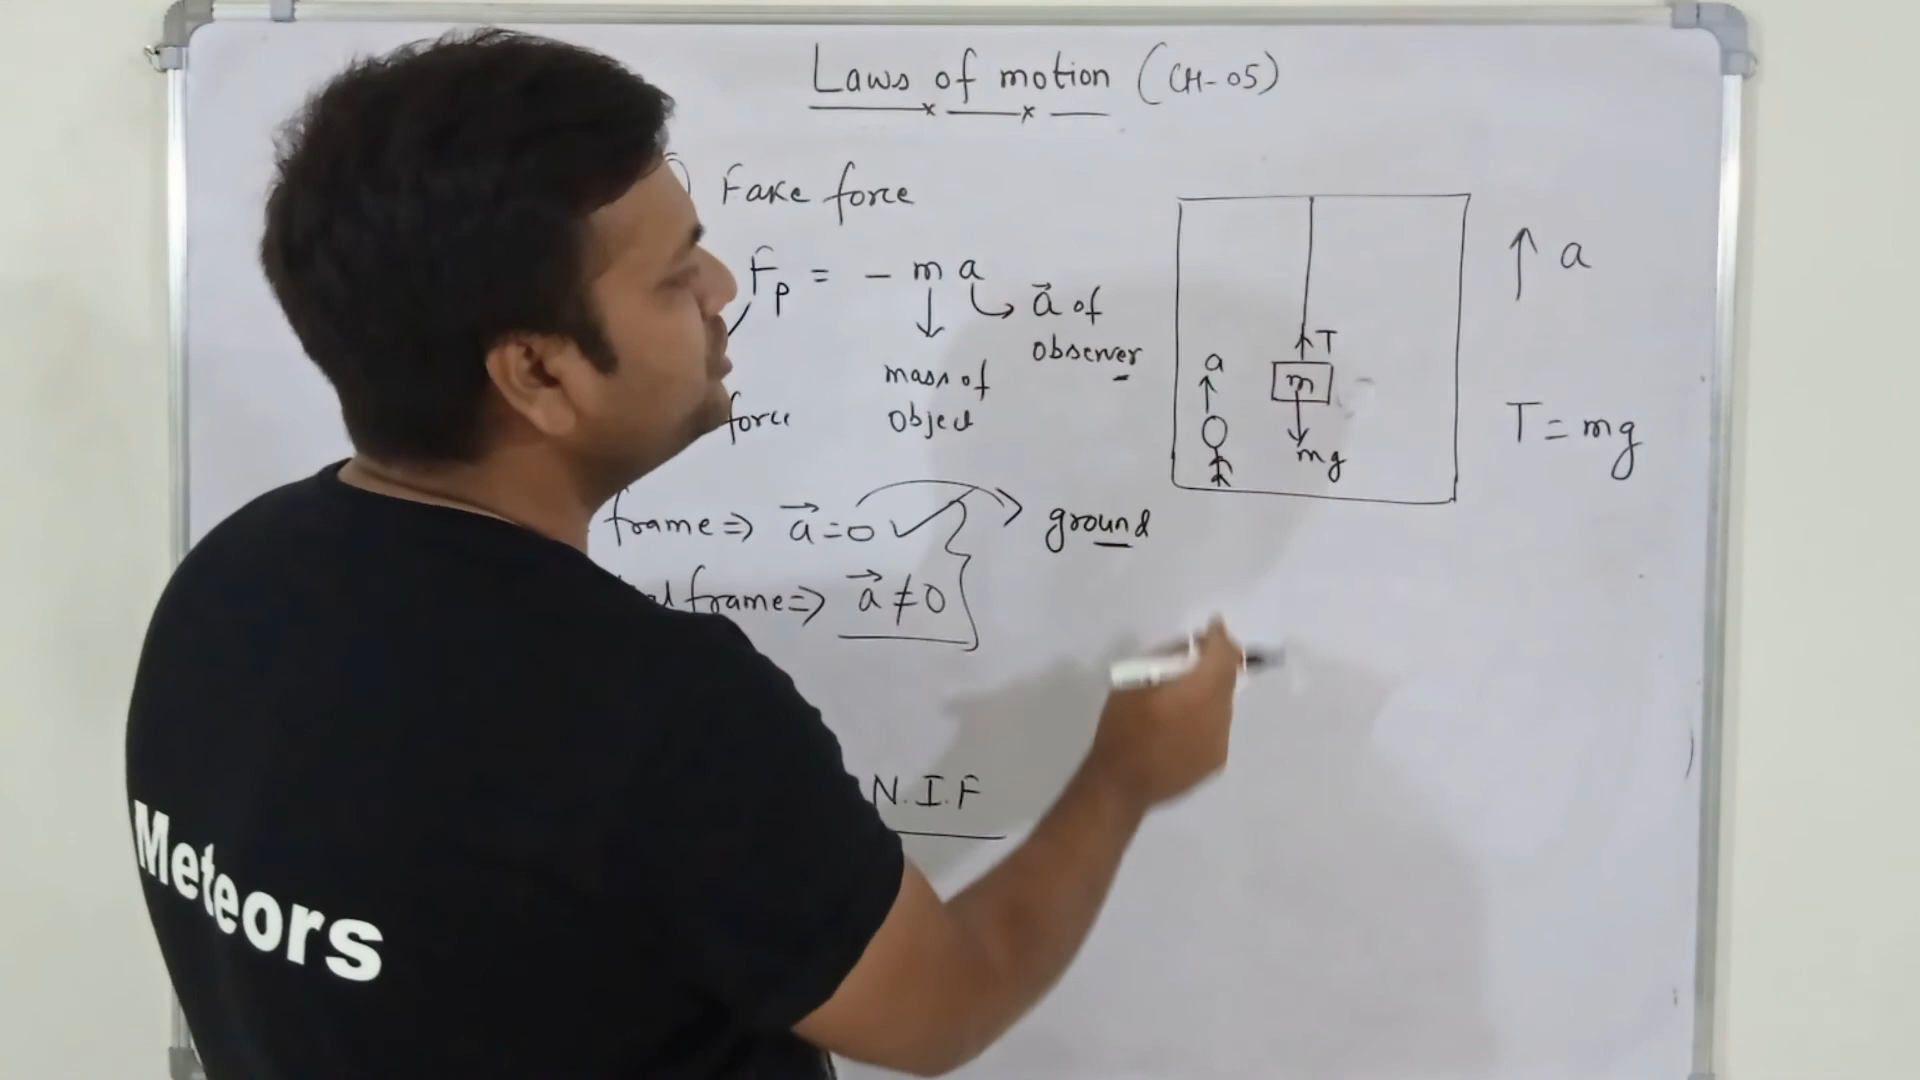 Laws of motion (CH-05)
Fake force
Fp = - m a
a⃗ of
observer
mass of
object
force
frame ⇒ a⃗ = 0 ✓
ground
frame ⇒ a⃗ ≠ 0
N.I.F
↑ a
T
a
m
mg
T = mg
Meteors